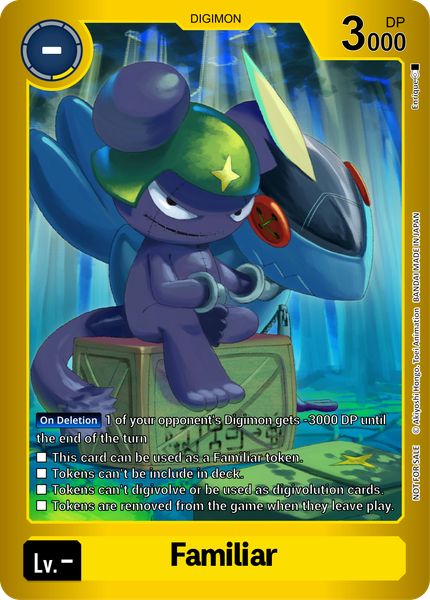 DIGIMON
-
DP
3000
Enrique
On Deletion 1 of your opponent's Digimon gets -3000 DP until
the end of the turn
■ This card can be used as a Familiar token.
■ Tokens can't be include in deck.
■ Tokens can't digivolve or be used as digivolution cards.
■ Tokens are removed from the game when they leave play.
NOT FOR SALE © Akiyoshi Hongo, Toei Animation BANDAI MADE IN JAPAN
Lv.-
Familiar